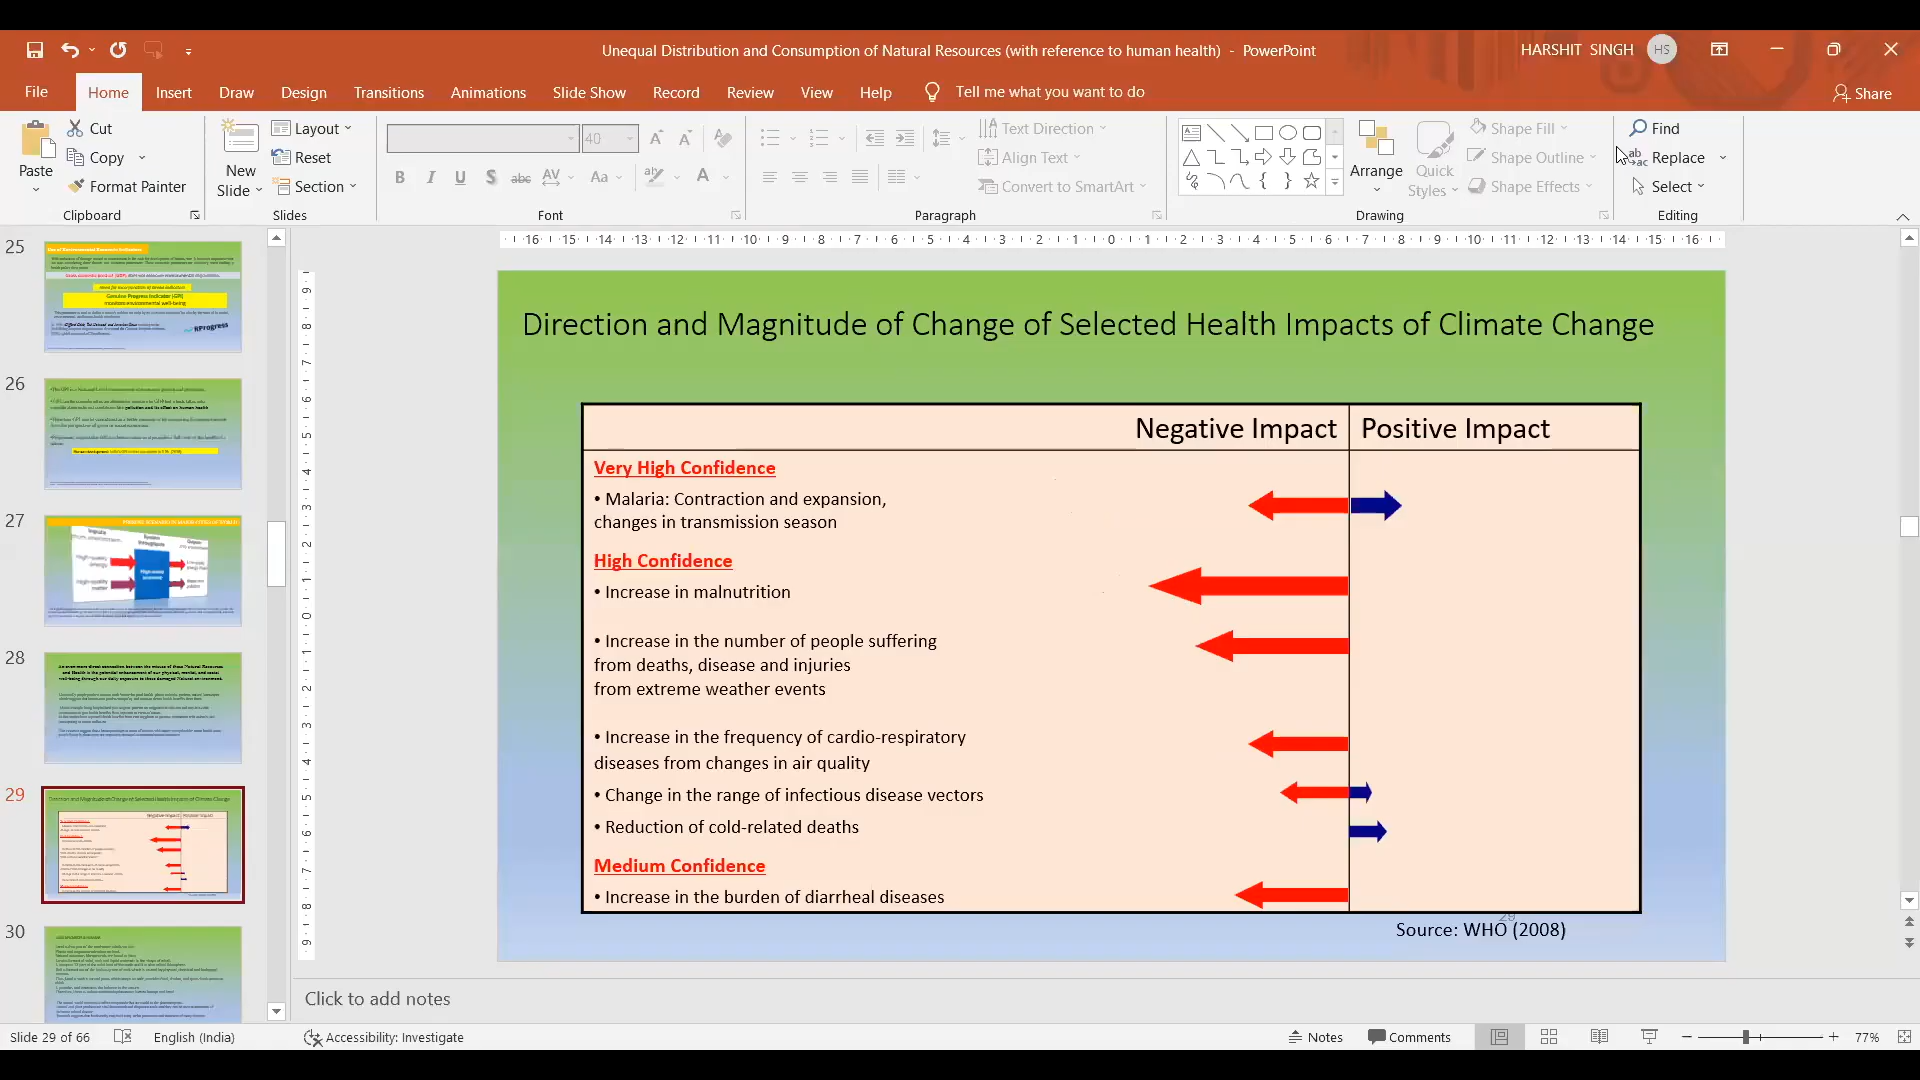 Unequal Distribution and Consumption of Natural Resources (with reference to human health) - PowerPoint
HARSHIT SINGH
HS
File
Home
Insert
Draw
Design
Transitions
Animations
Slide Show
Record
Review
View
Help
Tell me what you want to do
Share
Paste
Cut
Copy
Format Painter
Clipboard
New
Slide
Layout
Reset
Section
Slides
40
Font
Text Direction
Align Text
Convert to SmartArt
Paragraph
Arrange
Quick
Styles
Shape Fill
Shape Outline
Shape Effects
Drawing
Find
Replace
Select
Editing
25
26
27
28
29
30
Direction and Magnitude of Change of Selected Health Impacts of Climate Change
Negative Impact Positive Impact
Very High Confidence
• Malaria: Contraction and expansion,
changes in transmission season
High Confidence
• Increase in malnutrition
• Increase in the number of people suffering
from deaths, disease and injuries
from extreme weather events
• Increase in the frequency of cardio-respiratory
diseases from changes in air quality
• Change in the range of infectious disease vectors
• Reduction of cold-related deaths
Medium Confidence
• Increase in the burden of diarrheal diseases
29
Source: WHO (2008)
Click to add notes
Slide 29 of 66
English (India)
Accessibility: Investigate
Notes
Comments
77%